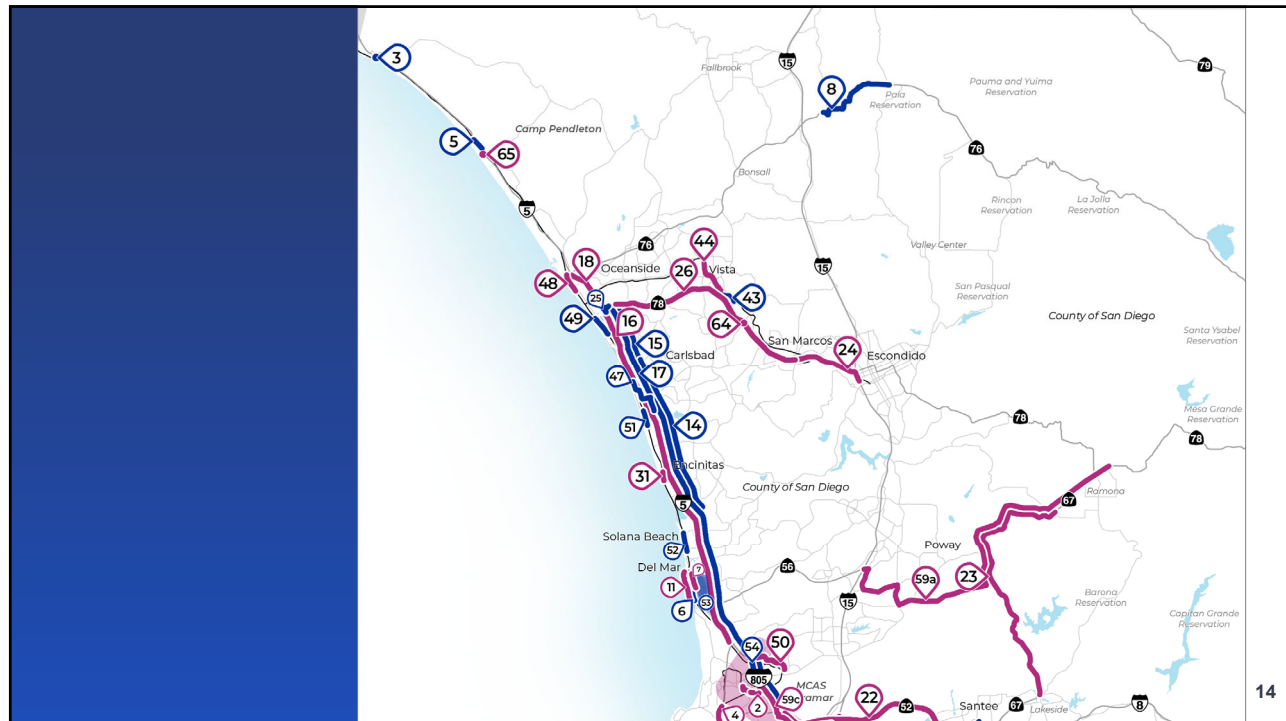 3
15
Fallbrook
79
8
Pauma and Yuima
Reservation
Pala
Reservation
Camp Pendleton
5
65
76
Bonsall
5
Rincon
Reservation
La Jolla
Reservation
76
44
Valley Center
18
Oceanside
26
Vista
15
48
25
78
43
San Pasqual
Reservation
49
16
64
County of San Diego
Santa Ysabel
Reservation
15
Carlsbad
San Marcos
24
Escondido
47
17
51
14
78
Mesa Grande
Reservation
78
Encinitas
31
County of San Diego
5
67
Ramona
Solana Beach
52
Poway
Del Mar
7
56
11
59a
23
6
53
15
Barona
Reservation
Capitan Grande
Reservation
54
50
805
MCAS
ramar
2
59c
4
22
52
Santee
67
Lakeside
8
14